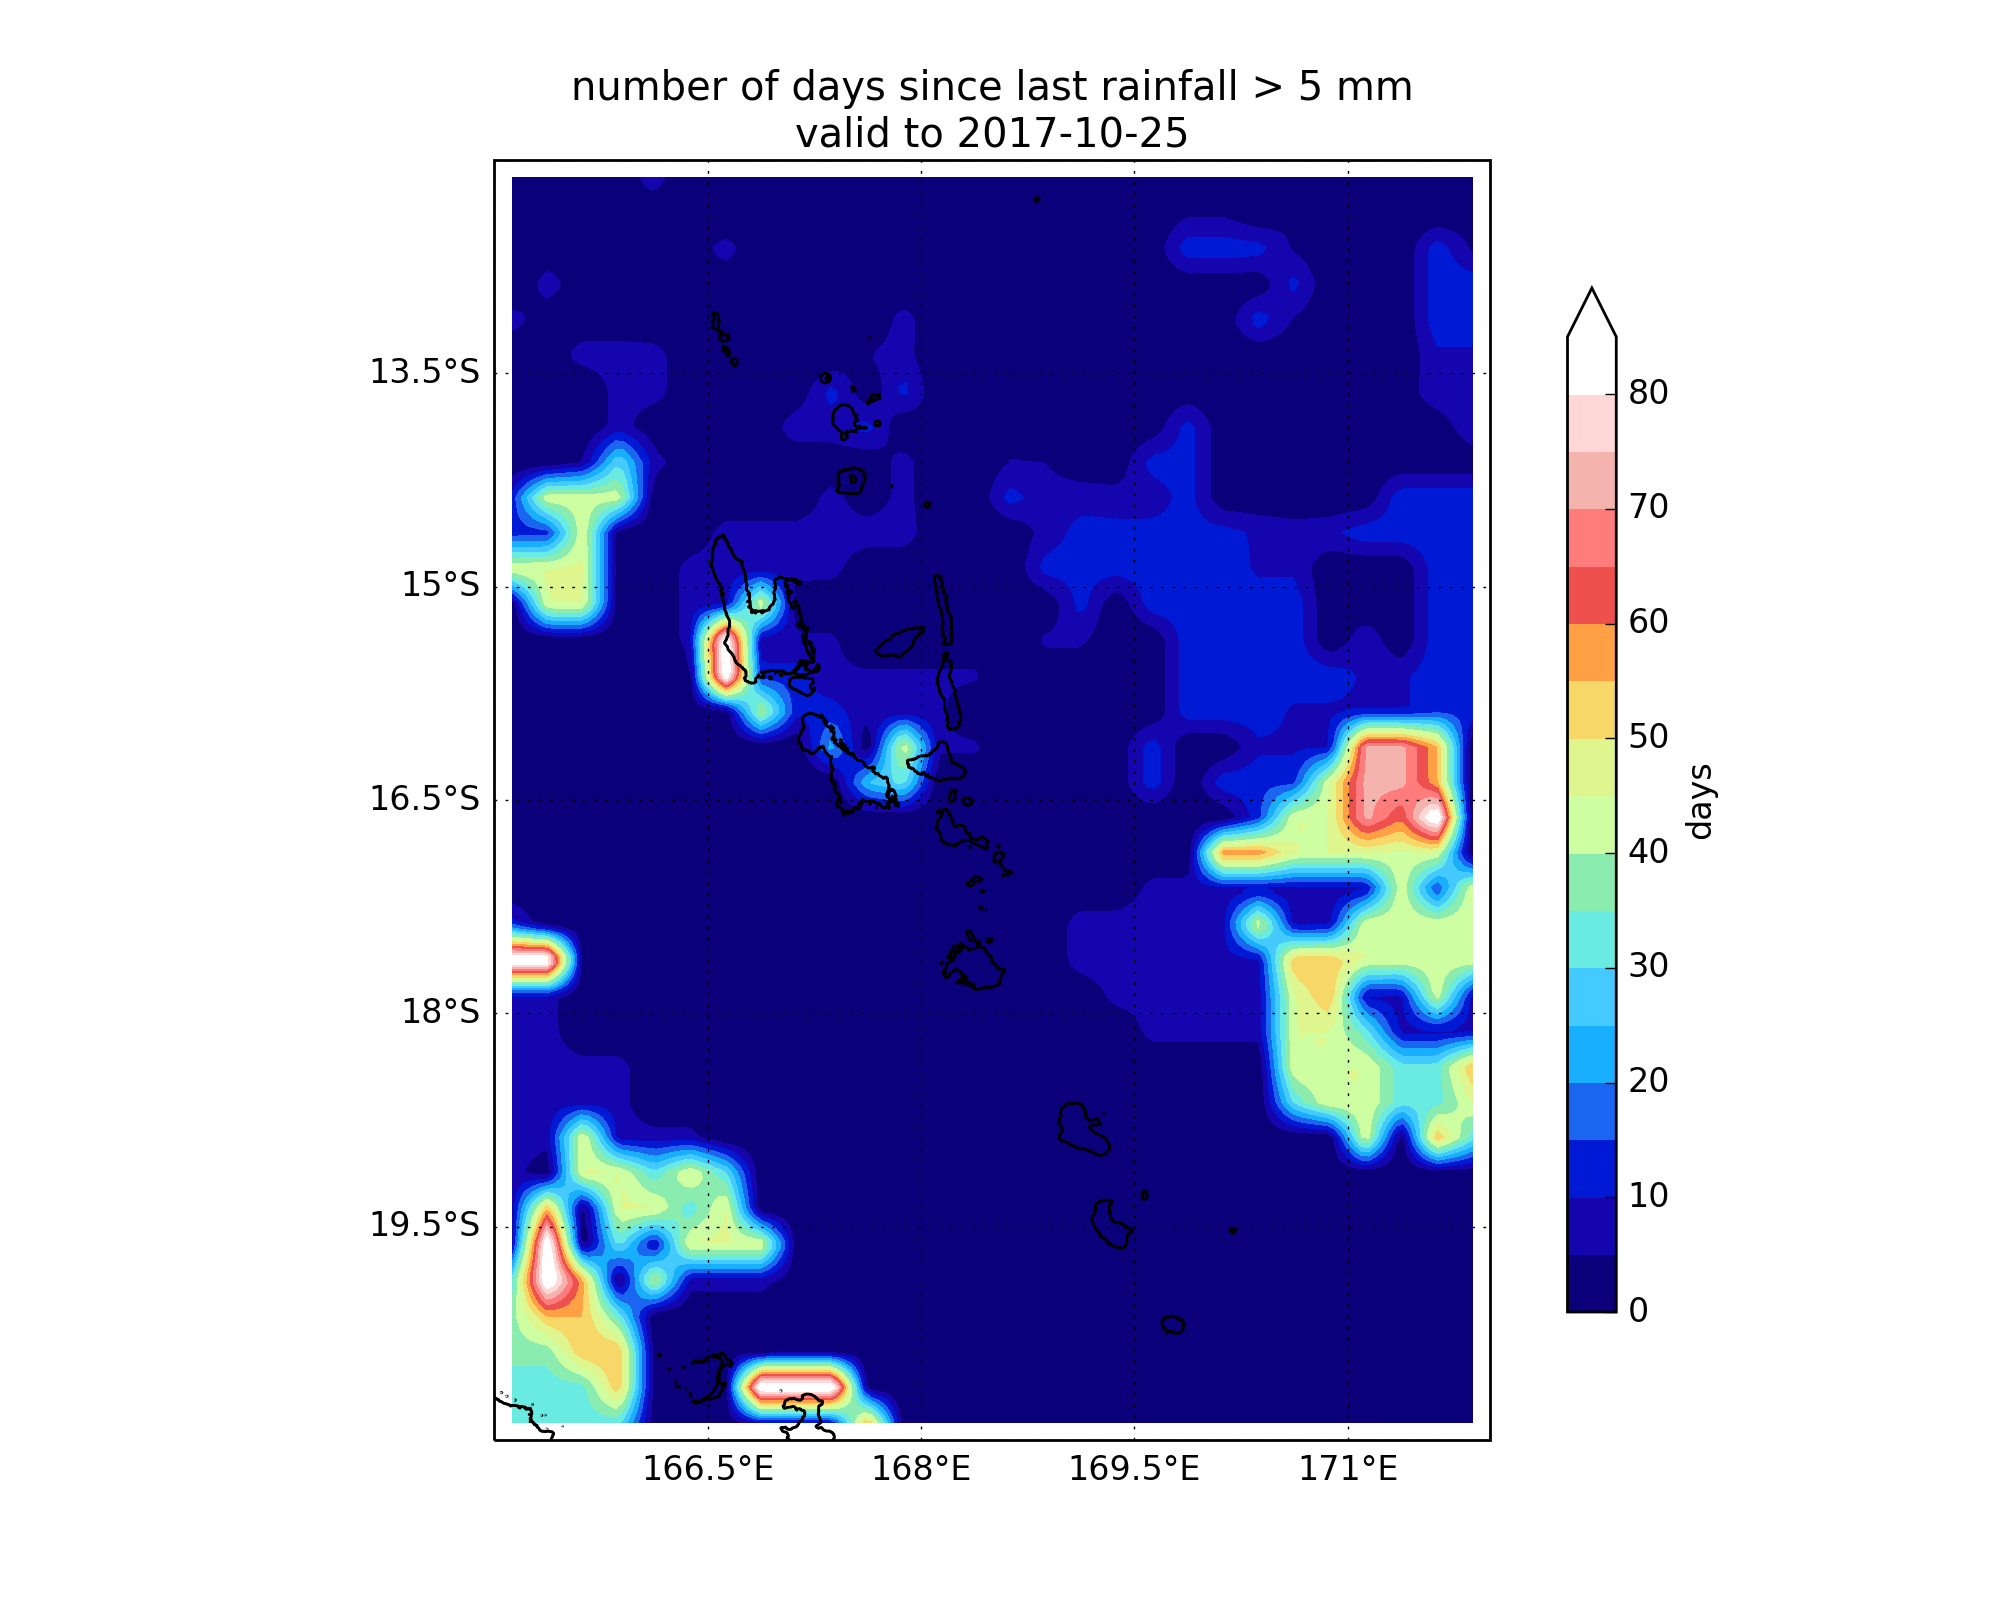 number of days since last rainfall > 5 mm
valid to 2017-10-25
13.5°S
15°S
16.5°S
18°S
19.5°S
166.5°E
168°E
169.5°E
171°E
80
70
60
50
40
30
20
10
0
days